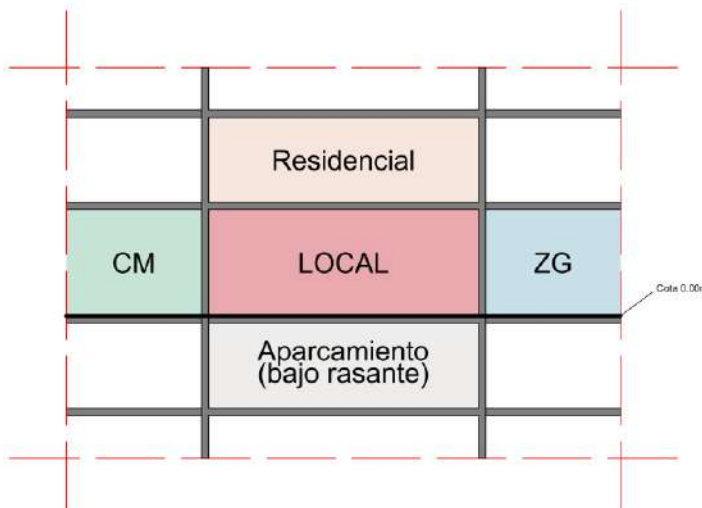 Residencial
CM
LOCAL
ZG
Cota 0.00
Aparcamiento
(bajo rasante)